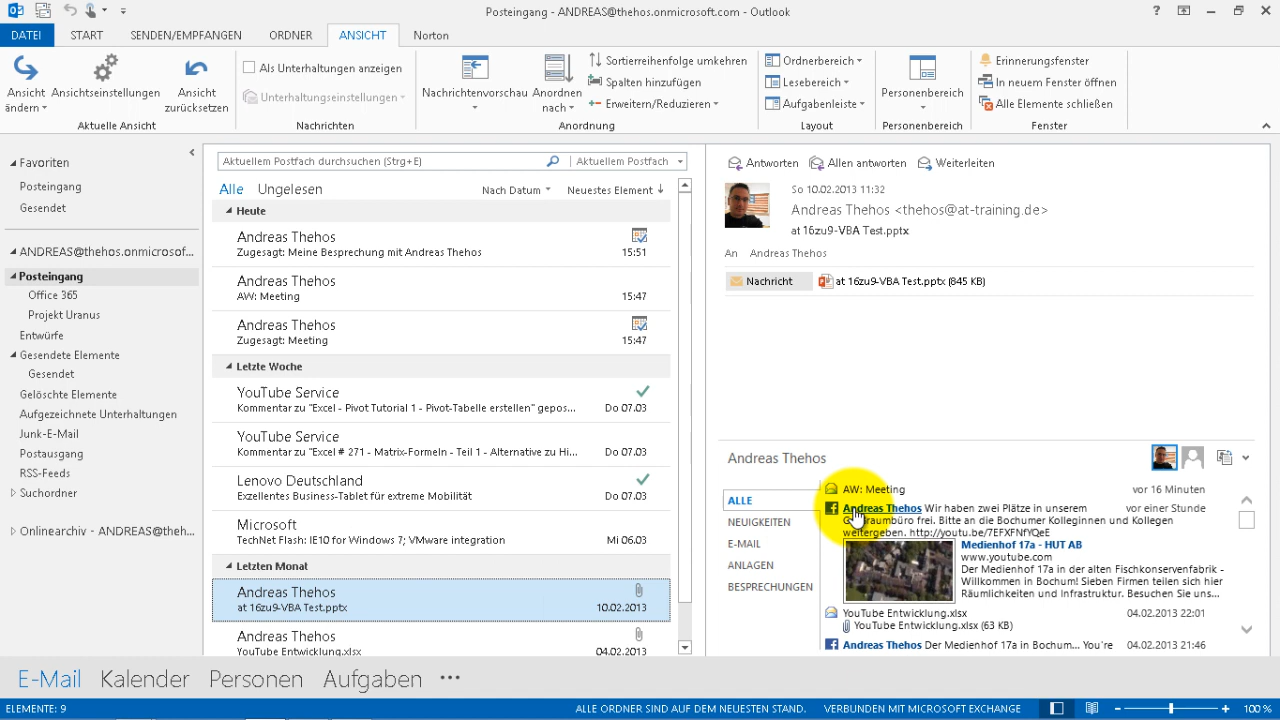 Posteingang - ANDREAS@thehos.onmicrosoft.com - Outlook
DATEI START SENDEN/EMPFANGEN ORDNER ANSICHT Norton
Ansicht ändern
Ansichtseinstellungen
Ansicht zurücksetzen
Aktuelle Ansicht
Als Unterhaltungen anzeigen
Unterhaltungseinstellungen
Nachrichten
Nachrichtenvorschau
Anordnen nach
Sortierreihenfolge umkehren
Spalten hinzufügen
Erweitern/Reduzieren
Anordnung
Ordnerbereich
Lesebereich
Aufgabenleiste
Layout
Personenbereich
Personenbereich
Erinnerungsfenster
In neuem Fenster öffnen
Alle Elemente schließen
Fenster
Favoriten
Posteingang
Gesendet
ANDREAS@thehos.onmicrosof...
Posteingang
Office 365
Projekt Uranus
Entwürfe
Gesendete Elemente
Gesendet
Gelöschte Elemente
Aufgezeichnete Unterhaltungen
Junk-E-Mail
Postausgang
RSS-Feeds
Suchordner
Onlinearchiv - ANDREAS@th...
Aktuellem Postfach durchsuchen (Strg+E) Aktuellem Postfach
Alle Ungelesen Nach Datum Neuestes Element
Heute
Andreas Thehos
Zugesagt: Meine Besprechung mit Andreas Thehos 15:51
Andreas Thehos
AW: Meeting 15:47
Andreas Thehos
Zugesagt: Meeting 15:47
Letzte Woche
YouTube Service
Kommentar zu "Excel - Pivot Tutorial 1 - Pivot-Tabelle erstellen" gepos... Do 07.03
YouTube Service
Kommentar zu "Excel # 271 - Matrix-Formeln - Teil 1 - Alternative zu Hi... Do 07.03
Lenovo Deutschland
Exzellentes Business-Tablet für extreme Mobilität Do 07.03
Microsoft
TechNet Flash: IE10 for Windows 7; VMware integration Mi 06.03
Letzten Monat
Andreas Thehos
at 16zu9-VBA Test.pptx 10.02.2013
Andreas Thehos
YouTube Entwicklung.xlsx 04.02.2013
Antworten Allen antworten Weiterleiten
So 10.02.2013 11:32
Andreas Thehos <thehos@at-training.de>
at 16zu9-VBA Test.pptx
An Andreas Thehos
Nachricht at 16zu9-VBA Test.pptx (845 KB)
Andreas Thehos
ALLE
NEUIGKEITEN
E-MAIL
ANLAGEN
BESPRECHUNGEN
AW: Meeting vor 16 Minuten
Andreas Thehos Wir haben zwei Plätze in unserem vor einer Stunde
frei. Bitte an die Bochumer Kolleginnen und Kollegen
weitergeben. http://youtu.be/7EFXFNfYQeE
Medienhof 17a - HUT AB
www.youtube.com
Der Medienhof 17a in der alten Fischkonservenfabrik -
Willkommen in Bochum! Sieben Firmen teilen sich hier
Räumlichkeiten und Infrastruktur. Besuchen Sie uns...
YouTube Entwicklung.xlsx 04.02.2013 22:01
YouTube Entwicklung.xlsx (63 KB)
Andreas Thehos Der Medienhof 17a in Bochum... You're 04.02.2013 21:46
E-Mail Kalender Personen Aufgaben •••
ELEMENTE: 9 ALLE ORDNER SIND AUF DEM NEUESTEN STAND. VERBUNDEN MIT MICROSOFT EXCHANGE 100 %